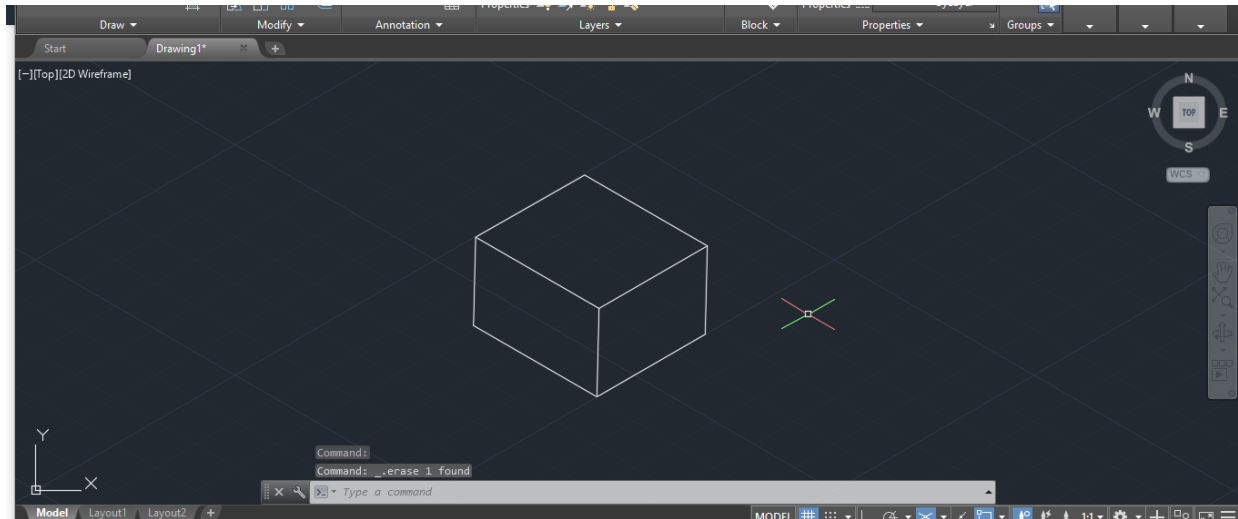 Properties
Draw Modify Annotation Layers Block Properties Groups
Start Drawing1* +
[−][Top][2D Wireframe]
N
W TOP E
S
WCS
Y
X
Command:
Command: _.erase 1 found
Type a command
Model Layout1 Layout2 +
MODEL 1:1